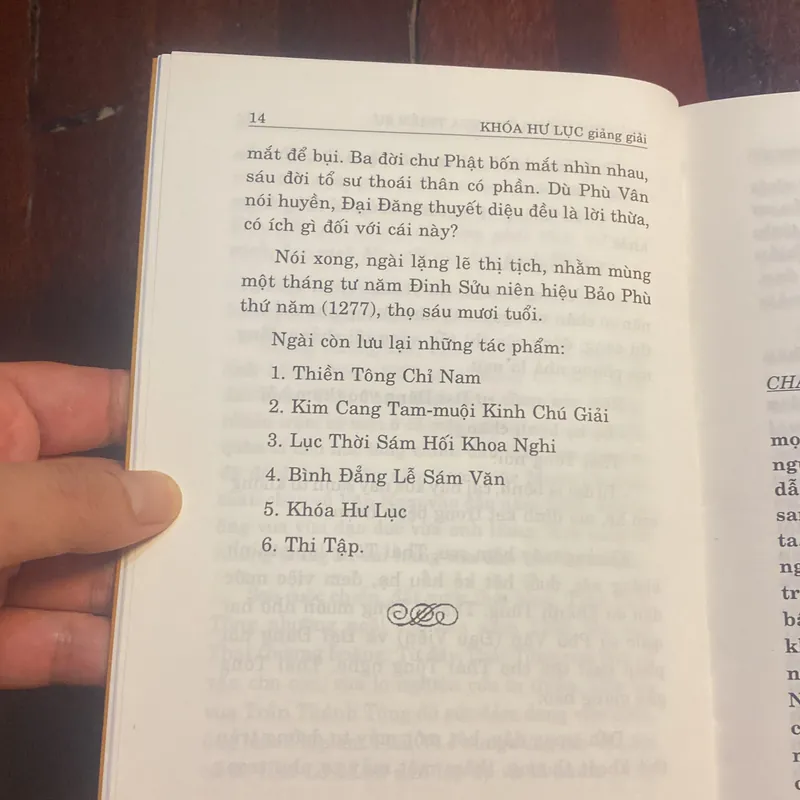 14
KHÓA HƯ LỤC giảng giải
mắt để bụi. Ba đời chư Phật bốn mắt nhìn nhau,
sáu đời tổ sư thoái thân có phần. Dù Phù Vân
nói huyền, Đại Đăng thuyết diệu đều là lời thừa,
có ích gì đối với cái này?
Nói xong, ngài lặng lẽ thị tịch, nhằm mùng
một tháng tư năm Đinh Sửu niên hiệu Bảo Phù
thứ năm (1277), thọ sáu mươi tuổi.
Ngài còn lưu lại những tác phẩm:
1. Thiền Tông Chỉ Nam
2. Kim Cang Tam-muội Kinh Chú Giải
3. Lục Thời Sám Hối Khoa Nghi
4. Bình Đẳng Lễ Sám Văn
5. Khóa Hư Lục
6. Thi Tập.